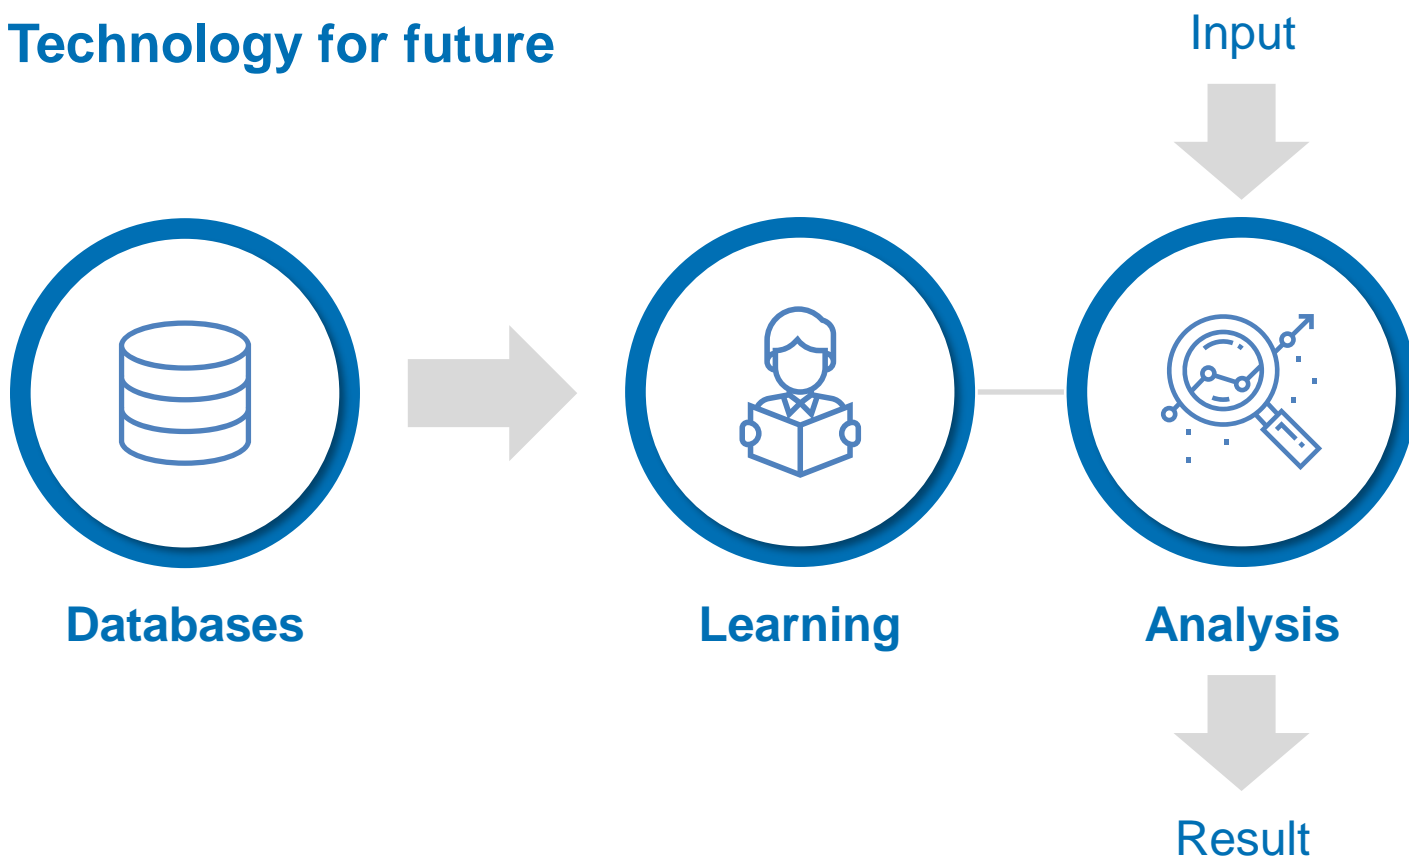 Technology for future
Input
Databases
Learning
Analysis
Result